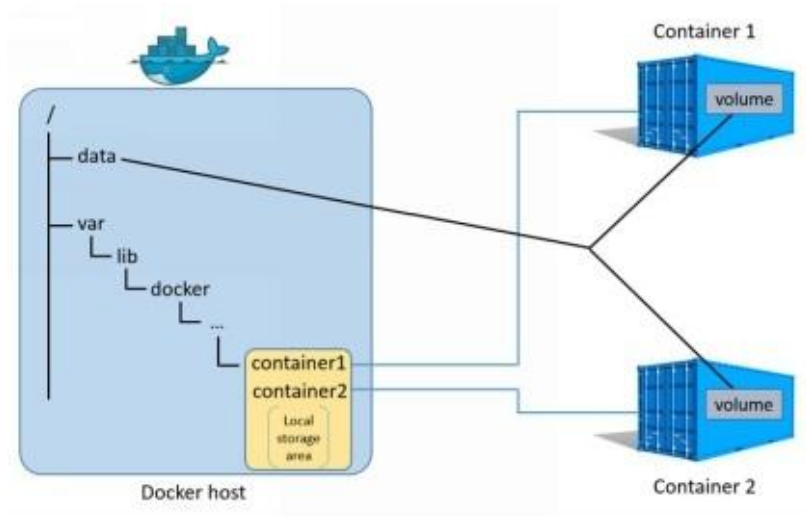 Container 1
volume
/
data
var
lib
docker
...
container1
container2
Local
storage
area
volume
Docker host
Container 2